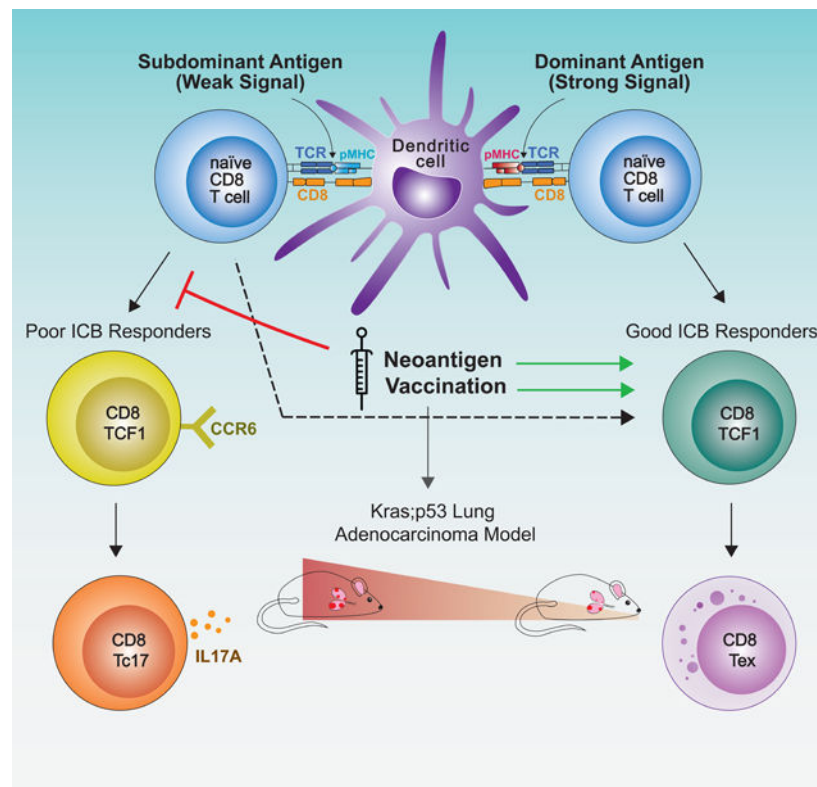 Subdominant Antigen
(Weak Signal)
Dominant Antigen
(Strong Signal)
naïve
CD8
T cell
TCR
pMHC
CD8
Dendritic
cell
pMHC
TCR
CD8
naïve
CD8
T cell
Poor ICB Responders
Good ICB Responders
Neoantigen
Vaccination
CD8
TCF1
CCR6
CD8
TCF1
Kras;p53 Lung
Adenocarcinoma Model
CD8
Tc17
IL17A
CD8
Tex